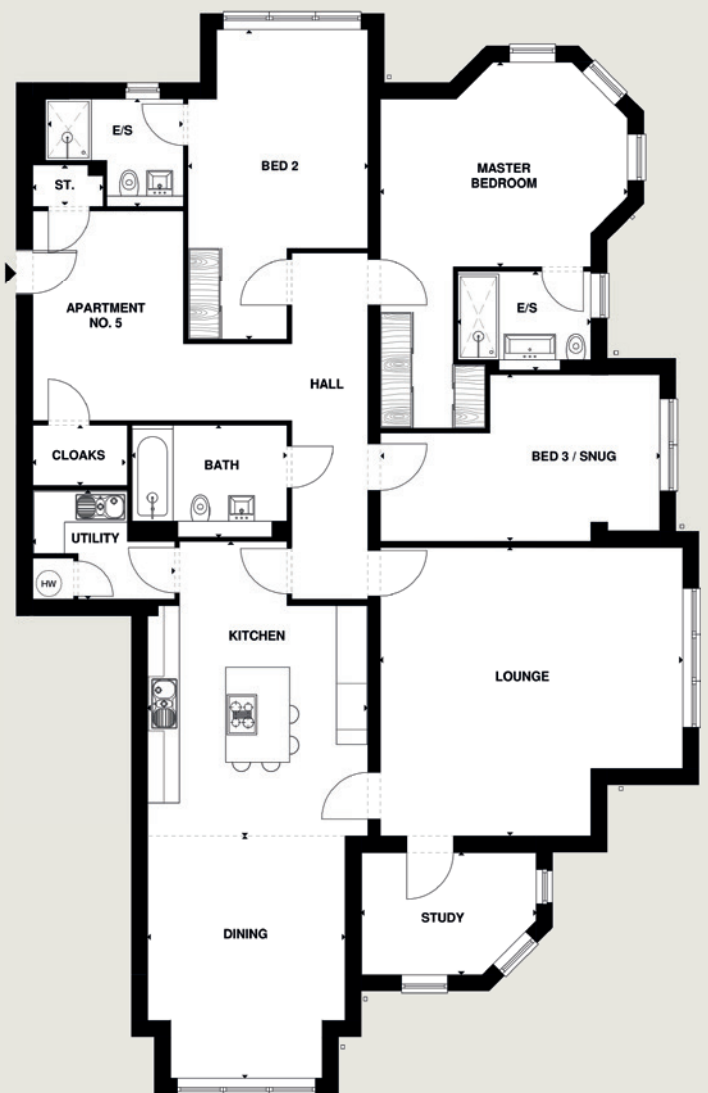 E/S
BED 2
MASTER
BEDROOM
ST.
APARTMENT
NO. 5
E/S
HALL
CLOAKS
BATH
BED 3 / SNUG
UTILITY
HW
KITCHEN
LOUNGE
STUDY
DINING